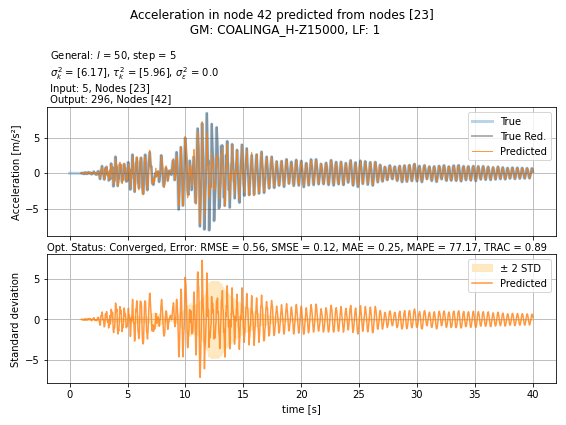 Acceleration in node 42 predicted from nodes [23]
GM: COALINGA_H-Z15000, LF: 1
General: l = 50, step = 5
σ²ₖ = [6.17], τ²ₖ = [5.96], σ²ε = 0.0
Input: 5, Nodes [23]
Output: 296, Nodes [42]
Acceleration [m/s²]
5
0
−5
True
True Red.
Predicted
Opt. Status: Converged, Error: RMSE = 0.56, SMSE = 0.12, MAE = 0.25, MAPE = 77.17, TRAC = 0.89
Standard deviation
5
0
−5
± 2 STD
Predicted
0 5 10 15 20 25 30 35 40
time [s]